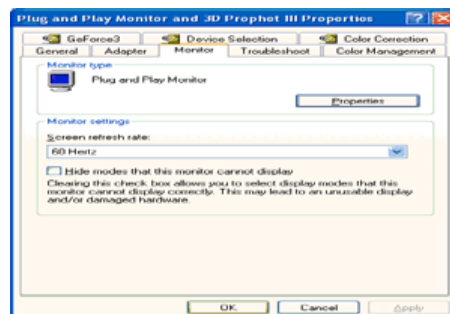 Plug and Play Monitor and 3D Prophet III Properties
GeForce3 Device Selection Color Correction
General Adapter Monitor Troubleshoot Color Management
Monitor type
Plug and Play Monitor
Properties
Monitor settings
Screen refresh rate:
60 Hertz
Hide modes that this monitor cannot display
Clearing this check box allows you to select display modes that this
monitor cannot display correctly. This may lead to an unusable display
and/or damaged hardware.
OK Cancel Apply